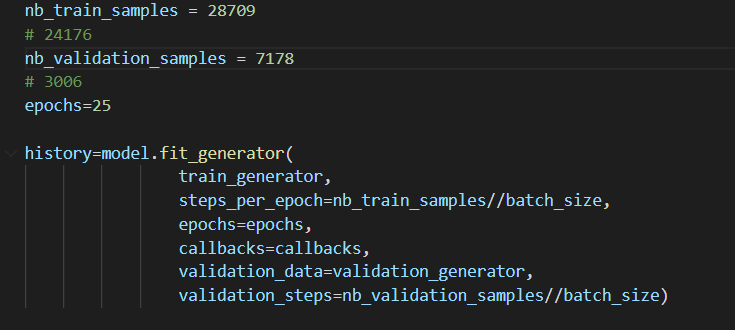 nb_train_samples = 28709
# 24176
nb_validation_samples = 7178
# 3006
epochs=25
history=model.fit_generator(
train_generator,
steps_per_epoch=nb_train_samples//batch_size,
epochs=epochs,
callbacks=callbacks,
validation_data=validation_generator,
validation_steps=nb_validation_samples//batch_size)